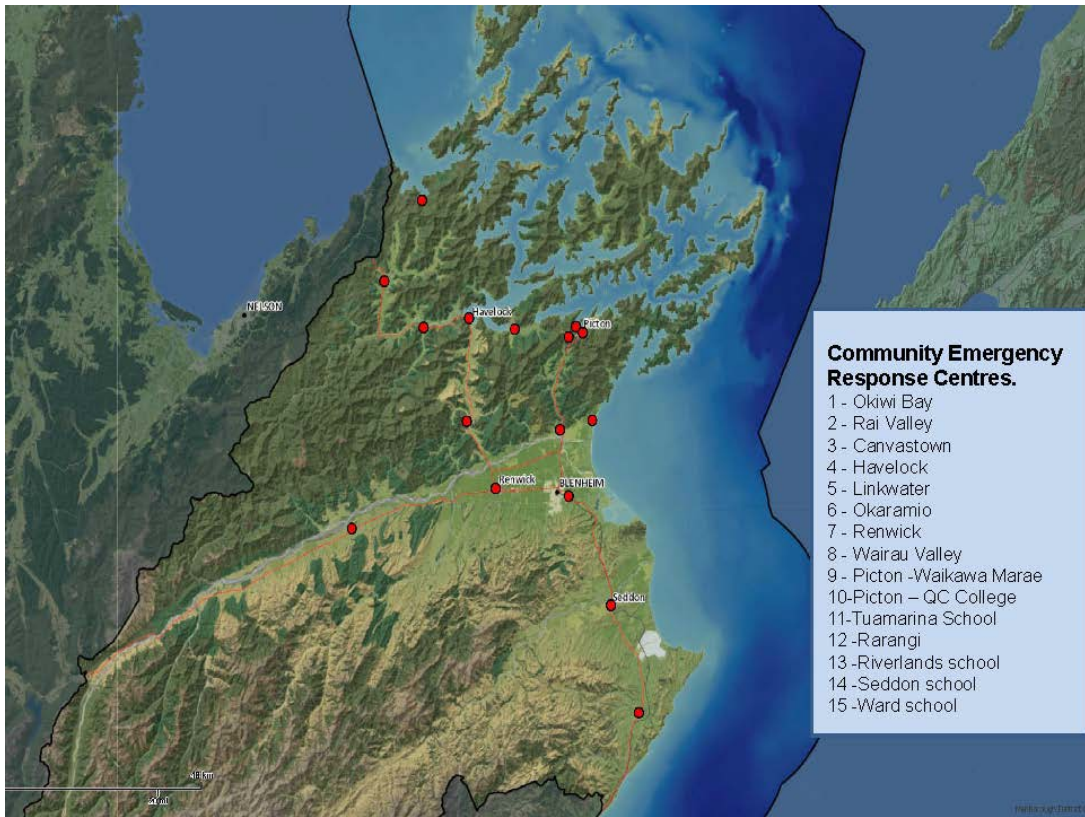 NELSON
Havelock
Picton
Renwick
BLENHEIM
Seddon
Community Emergency
Response Centres.
1 - Okiwi Bay
2 - Rai Valley
3 - Canvastown
4 - Havelock
5 - Linkwater
6 - Okaramio
7 - Renwick
8 - Wairau Valley
9 - Picton -Waikawa Marae
10-Picton – QC College
11-Tuamarina School
12 -Rarangi
13 - Riverlands school
14 - Seddon school
15 -Ward school
km